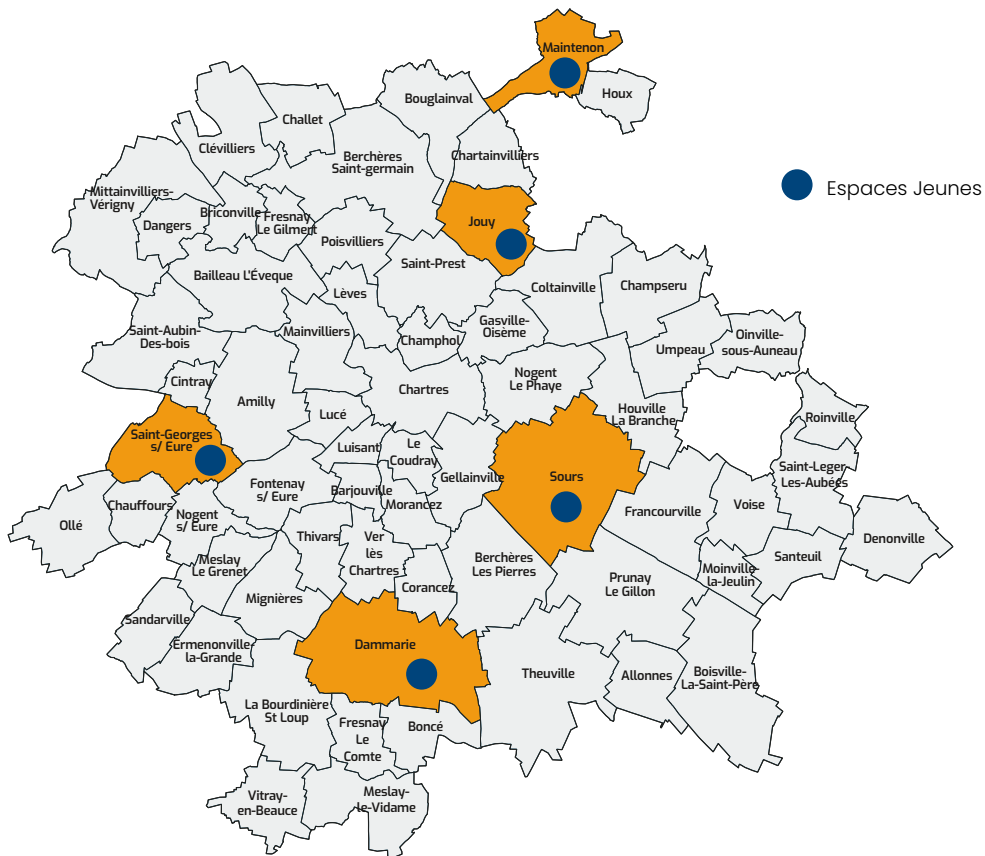 Maintenon
Houx
Bouglainval
Challet
Clévilliers
Berchères
Saint-germain
Chartainvilliers
Espaces Jeunes
Mittainvilliers-
Vérigny
Dangers
Briconville
Fresnay
Le Gilmert
Poisvilliers
Jouy
Saint-Prest
Bailleau L'Éveque
Lèves
Coltainville
Champseru
Saint-Aubin-
Des-bois
Mainvilliers
Champhol
Gasville-
Oisème
Umpeau
Oinville-
sous-Auneau
Cintray
Amilly
Chartres
Nogent
Le Phaye
Lucé
Houville
La Branche
Roinville
Saint-Georges
s/ Eure
Luisant
Le
Coudray
Gellainville
Sours
Saint-Leger-
Les-Aubées
Fontenay
s/ Eure
Barjouville
Morancez
Chauffours
Nogent
s/ Eure
Ollé
Francourville
Voise
Denonville
Thivars
Ver
lès
Chartres
Meslay
Le Grenet
Berchères
Les Pierres
Santeuil
Moinville-
la-Jeulin
Corancez
Prunay
Le Gillon
Mignières
Sandarville
Ermenonville-
la-Grande
Dammarie
Theuville
Allonnes
Boisville-
La-Saint-Père
La Bourdinière
St Loup
Fresnay
Le
Comte
Boncé
Vitray-
en-Beauce
Meslay-
le-Vidame